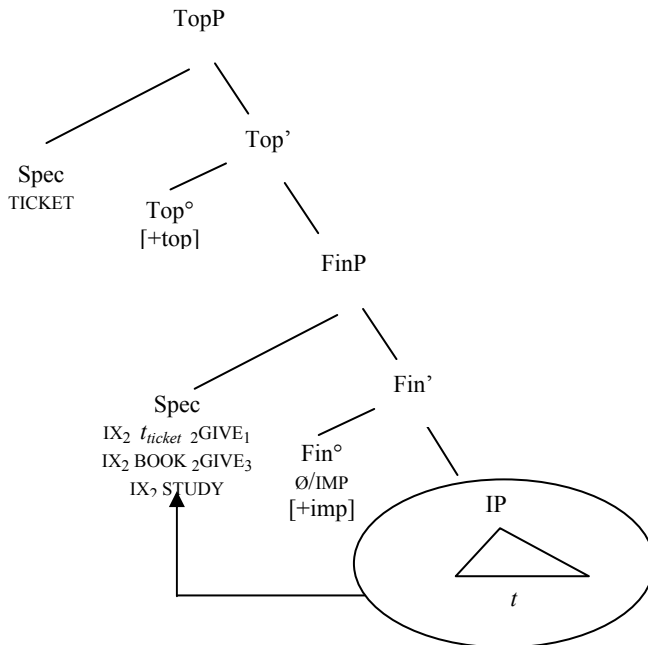 TopP
Top’
Spec
TICKET
Top°
[+top]
FinP
Fin’
Spec
IX₂ t_ticket ₂GIVE₁
IX₂ BOOK ₂GIVE₃
IX₂ STUDY
Fin°
Ø/IMP
[+imp]
IP
t